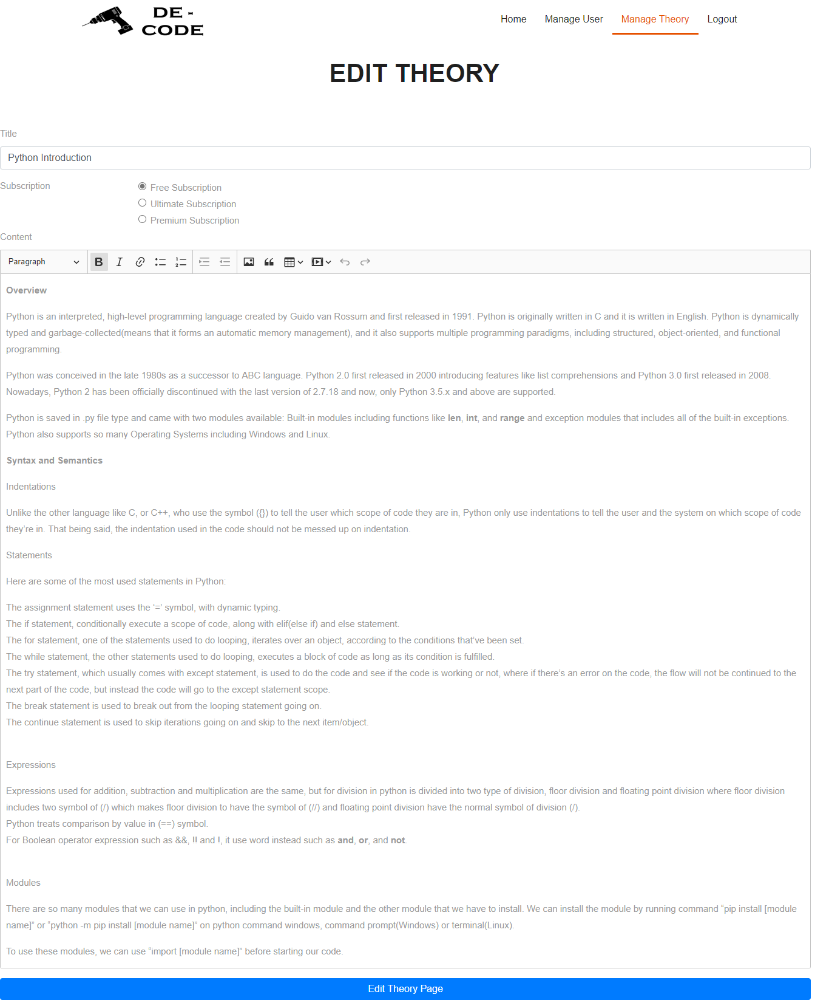 DE -
CODE
Home Manage User Manage Theory Logout
EDIT THEORY
Title
Python Introduction
Subscription
Free Subscription
Ultimate Subscription
Premium Subscription
Content
Paragraph
Overview
Python is an interpreted, high-level programming language created by Guido van Rossum and first released in 1991. Python is originally written in C and it is written in English. Python is dynamically
typed and garbage-collected(means that it forms an automatic memory management), and it also supports multiple programming paradigms, including structured, object-oriented, and functional
programming.
Python was conceived in the late 1980s as a successor to ABC language. Python 2.0 first released in 2000 introducing features like list comprehensions and Python 3.0 first released in 2008.
Nowadays, Python 2 has been officially discontinued with the last version of 2.7.18 and now, only Python 3.5.x and above are supported.
Python is saved in .py file type and came with two modules available: Built-in modules including functions like len, int, and range and exception modules that includes all of the built-in exceptions.
Python also supports so many Operating Systems including Windows and Linux.
Syntax and Semantics
Indentations
Unlike the other language like C, or C++, who use the symbol ({}) to tell the user which scope of code they are in, Python only use indentations to tell the user and the system on which scope of code
they’re in. That being said, the indentation used in the code should not be messed up on indentation.
Statements
Here are some of the most used statements in Python:
The assignment statement uses the ‘=’ symbol, with dynamic typing.
The if statement, conditionally execute a scope of code, along with elif(else if) and else statement.
The for statement, one of the statements used to do looping, iterates over an object, according to the conditions that’ve been set.
The while statement, the other statements used to do looping, executes a block of code as long as its condition is fulfilled.
The try statement, which usually comes with except statement, is used to do the code and see if the code is working or not, where if there’s an error on the code, the flow will not be continued to the
next part of the code, but instead the code will go to the except statement scope.
The break statement is used to break out from the looping statement going on.
The continue statement is used to skip iterations going on and skip to the next item/object.
Expressions
Expressions used for addition, subtraction and multiplication are the same, but for division in python is divided into two type of division, floor division and floating point division where floor division
includes two symbol of (/) which makes floor division to have the symbol of (//) and floating point division have the normal symbol of division (/).
Python treats comparison by value in (==) symbol.
For Boolean operator expression such as &&, !! and !, it use word instead such as and, or, and not.
Modules
There are so many modules that we can use in python, including the built-in module and the other module that we have to install. We can install the module by running command “pip install [module
name]” or “python -m pip install [module name]” on python command windows, command prompt(Windows) or terminal(Linux).
To use these modules, we can use “import [module name]” before starting our code.
Edit Theory Page